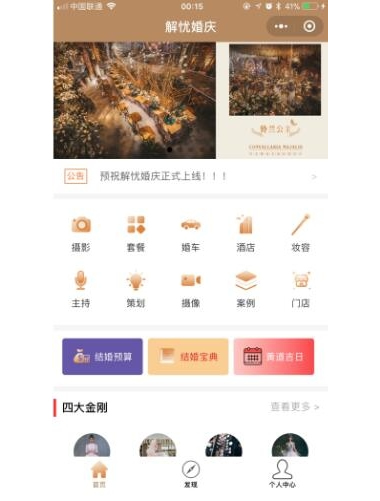 中国联通 00:15 41%
解忧婚庆
铃兰公主
CONVALLARIA MAJALIS
公告 预祝解忧婚庆正式上线！！！ >
摄影 套餐 婚车 酒店 妆容
主持 策划 摄像 案例 门店
结婚预算 结婚宝典 黄道吉日
四大金刚 查看更多 >
首页 发现 个人中心